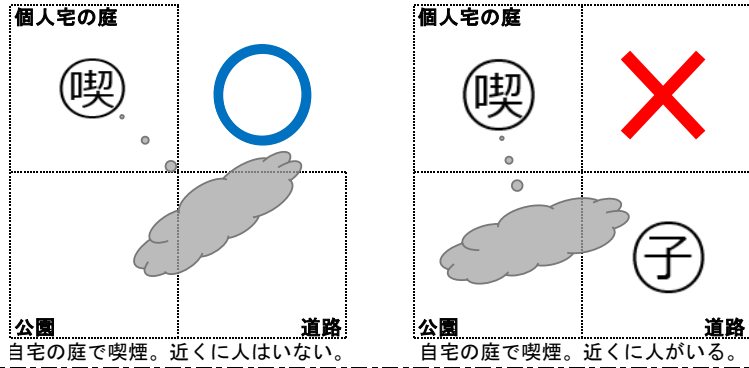 個人宅の庭
喫
公園
道路
自宅の庭で喫煙。近くに人はいない。
個人宅の庭
喫
子
公園
道路
自宅の庭で喫煙。近くに人がいる。